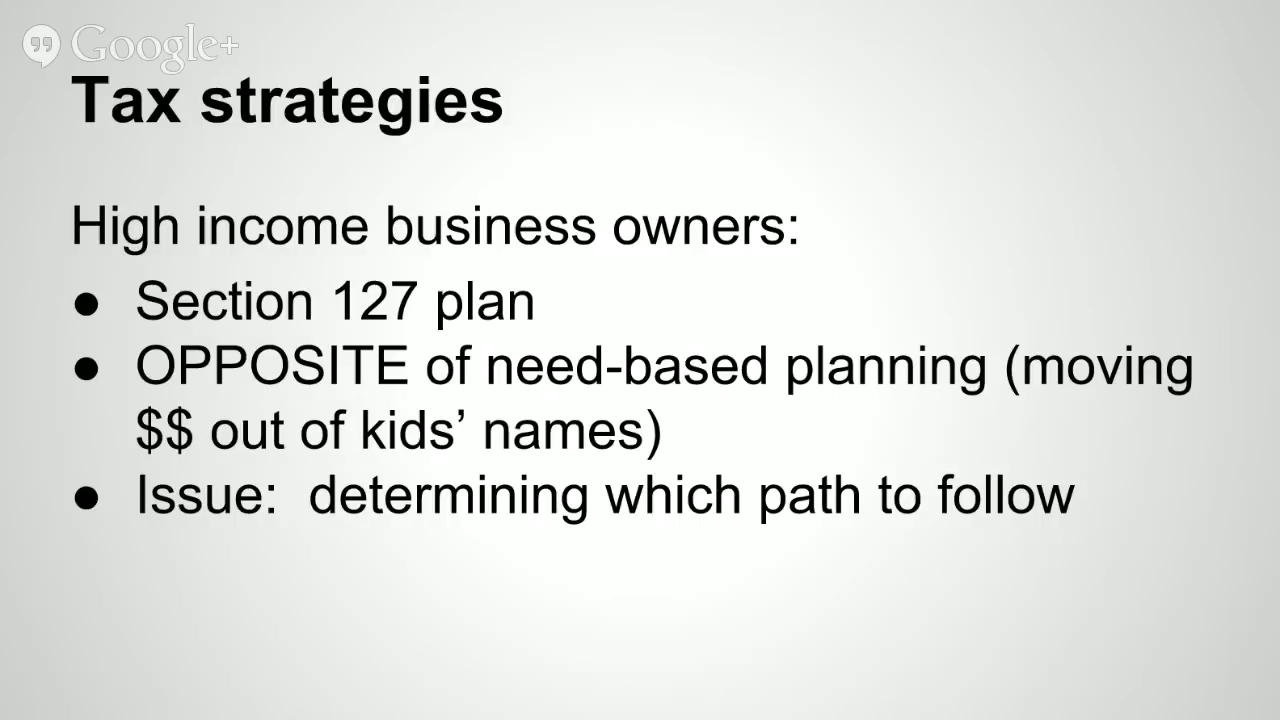 Google+
Tax strategies
High income business owners:
● Section 127 plan
● OPPOSITE of need-based planning (moving
$$ out of kids’ names)
● Issue:  determining which path to follow